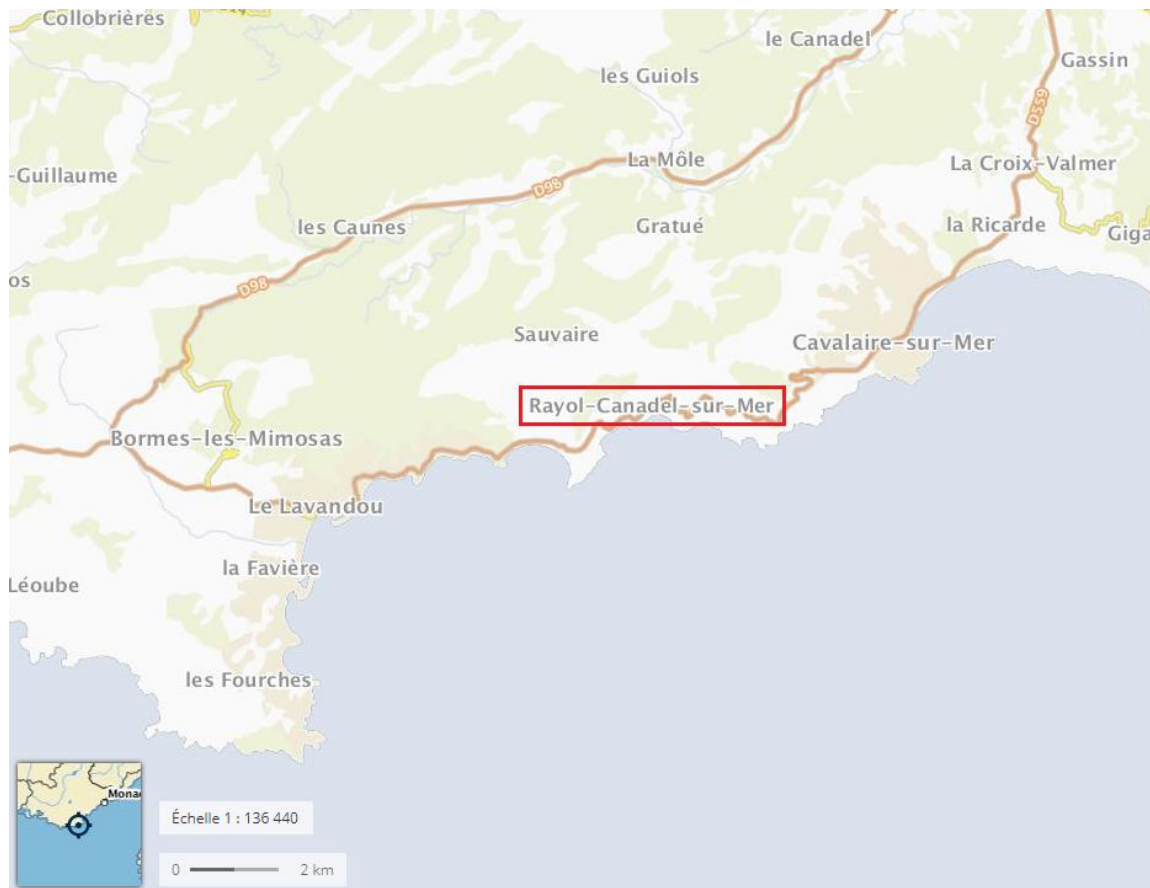 Collobrières
le Canadel
Gassin
les Guiols
D559
La Môle
La Croix-Valmer
-Guillaume
D98
les Caunes
Gratué
la Ricarde
Giga
os
D98
Sauvaire
Cavalaire-sur-Mer
Rayol-Canadel-sur-Mer
Bormes-les-Mimosas
Le Lavandou
la Favière
Léoube
les Fourches
Mona
Échelle 1 : 136 440
0 2 km